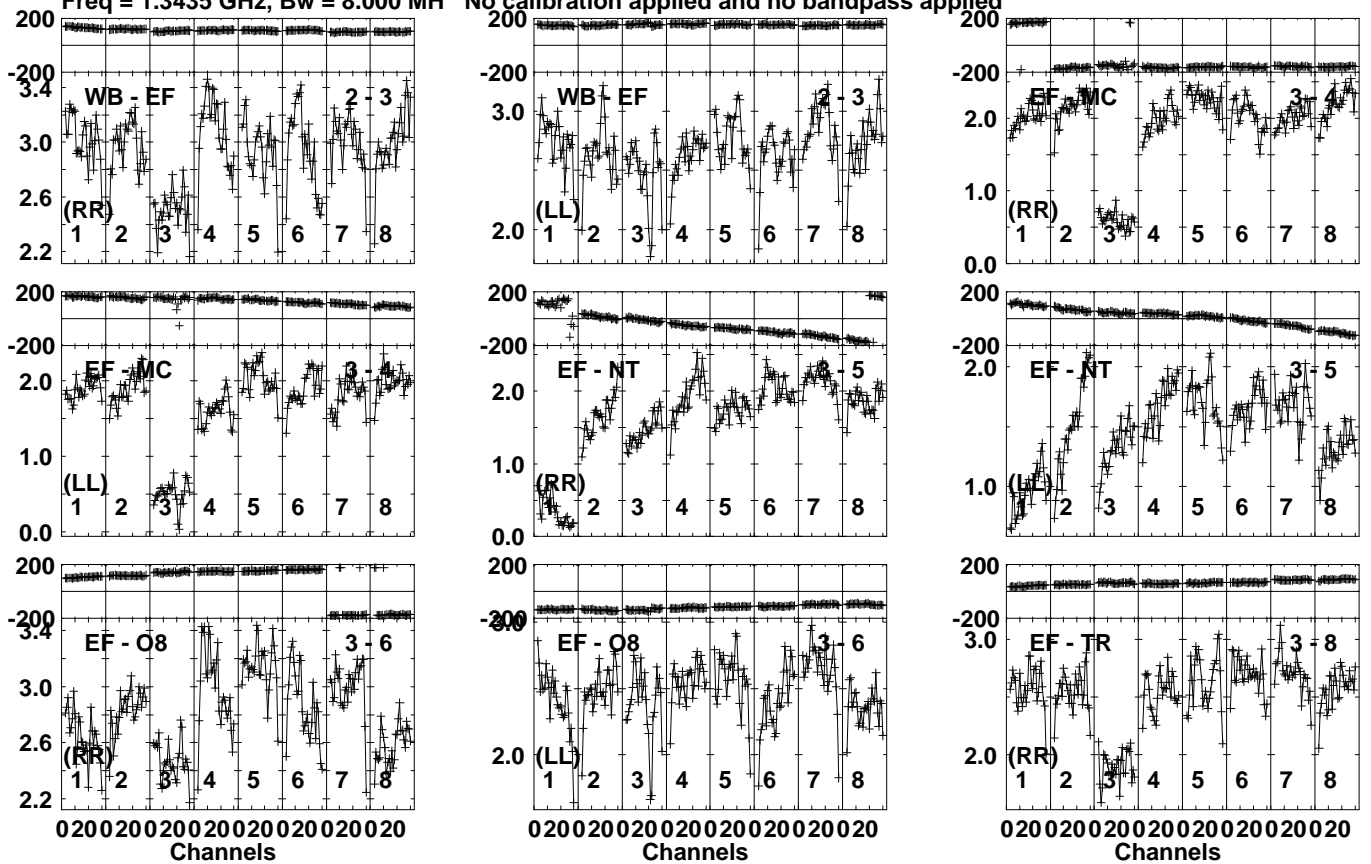 Freq = 1.3435 GHz, Bw = 8.000 MH No calibration applied and no bandpass applied
200 200 200
-200 -200 -200
3.4 WB - EF 2 - 3 WB - EF 2 - 3 EF - MC 3 - 4
3.0 3.0 2.0
2.6 1.0
(RR) (LL) (RR)
1 2 3 4 5 6 7 8 1 2 3 4 5 6 7 8 1 2 3 4 5 6 7 8
2.2 2.0 0.0
200 200 200
-200 -200 -200
EF - MC 3 - 4 EF - NT 3 - 5 EF - NT 3 - 5
2.0 2.0 2.0
1.0 1.0 1.0
(LL) (RR) (LL)
1 2 3 4 5 6 7 8 1 2 3 4 5 6 7 8 1 2 3 4 5 6 7 8
0.0 0.0
200 200 200
-200 -200 -200
3.4 EF - O8 3 - 6 3.0 EF - O8 3 - 6 3.0 EF - TR 3 - 8
3.0
2.6 2.0 2.0
(RR) (LL) (RR)
1 2 3 4 5 6 7 8 1 2 3 4 5 6 7 8 1 2 3 4 5 6 7 8
2.2
0 20 0 20 0 20 0 20 0 20 0 20 0 20 0 20 0 20 0 20 0 20 0 20 0 20 0 20 0 20 0 20 0 20 0 20 0 20 0 20 0 20 0 20 0 20 0 20
Channels Channels Channels